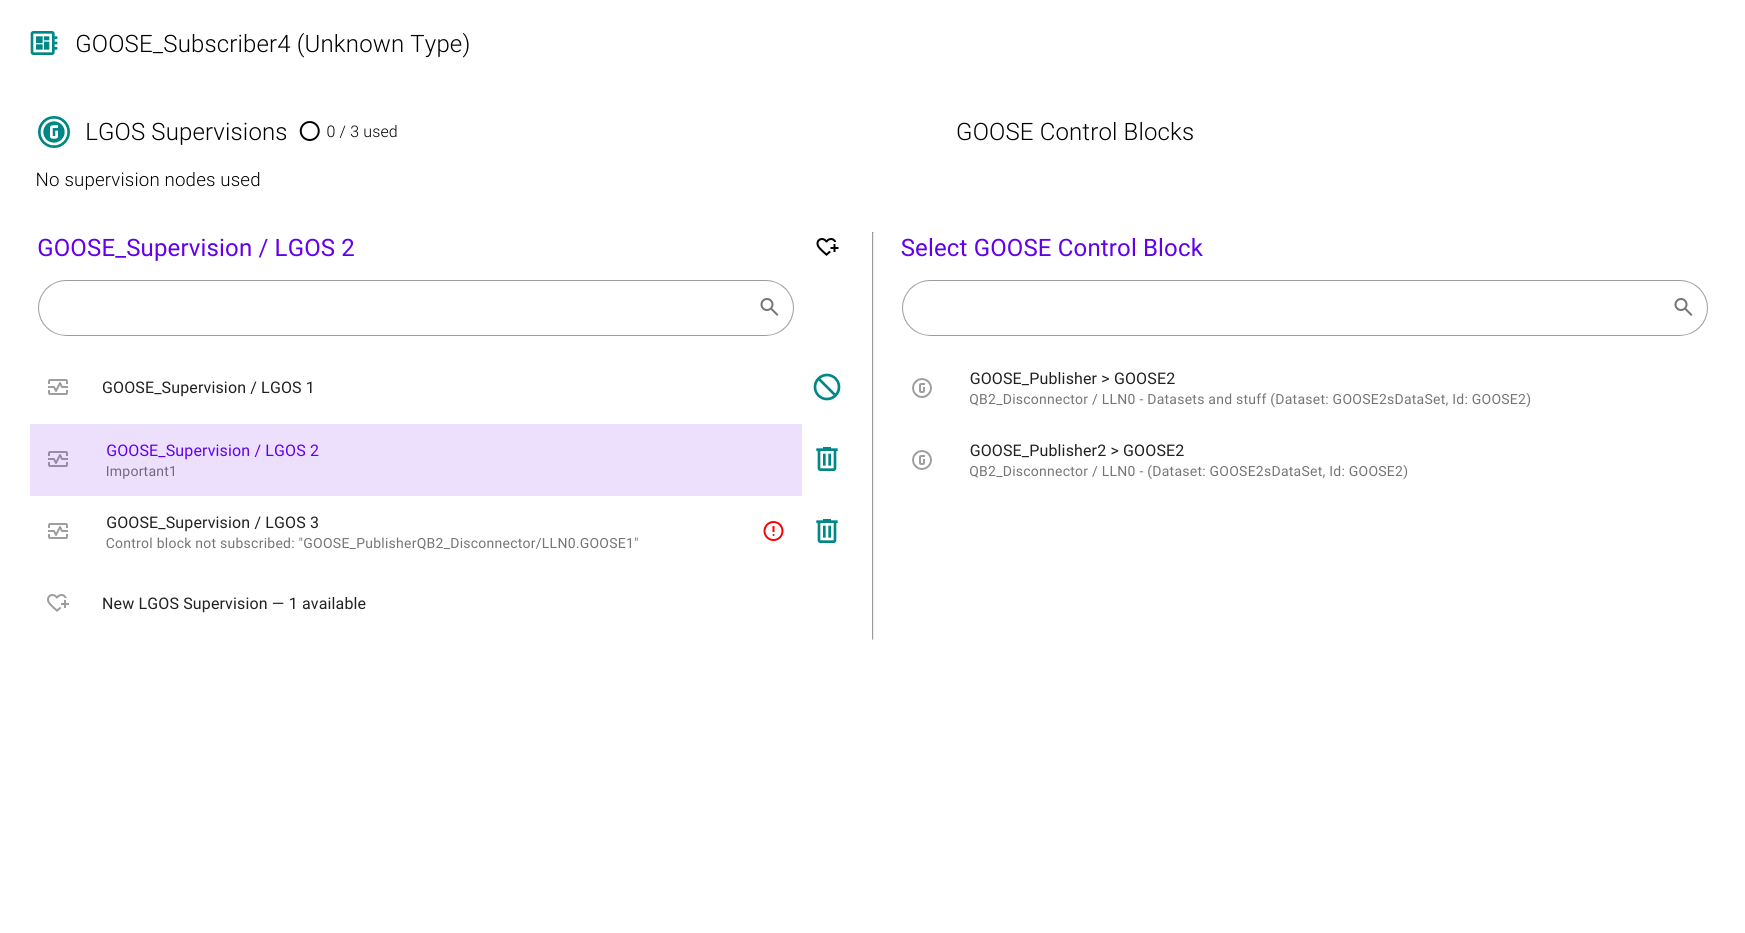 GOOSE_Subscriber4 (Unknown Type)
LGOS Supervisions 0 / 3 used
GOOSE Control Blocks
No supervision nodes used
GOOSE_Supervision / LGOS 2
GOOSE_Supervision / LGOS 1
GOOSE_Supervision / LGOS 2
Important1
GOOSE_Supervision / LGOS 3
Control block not subscribed: "GOOSE_PublisherQB2_Disconnector/LLN0.GOOSE1"
New LGOS Supervision — 1 available
Select GOOSE Control Block
GOOSE_Publisher > GOOSE2
QB2_Disconnector / LLN0 - Datasets and stuff (Dataset: GOOSE2sDataSet, Id: GOOSE2)
GOOSE_Publisher2 > GOOSE2
QB2_Disconnector / LLN0 - (Dataset: GOOSE2sDataSet, Id: GOOSE2)